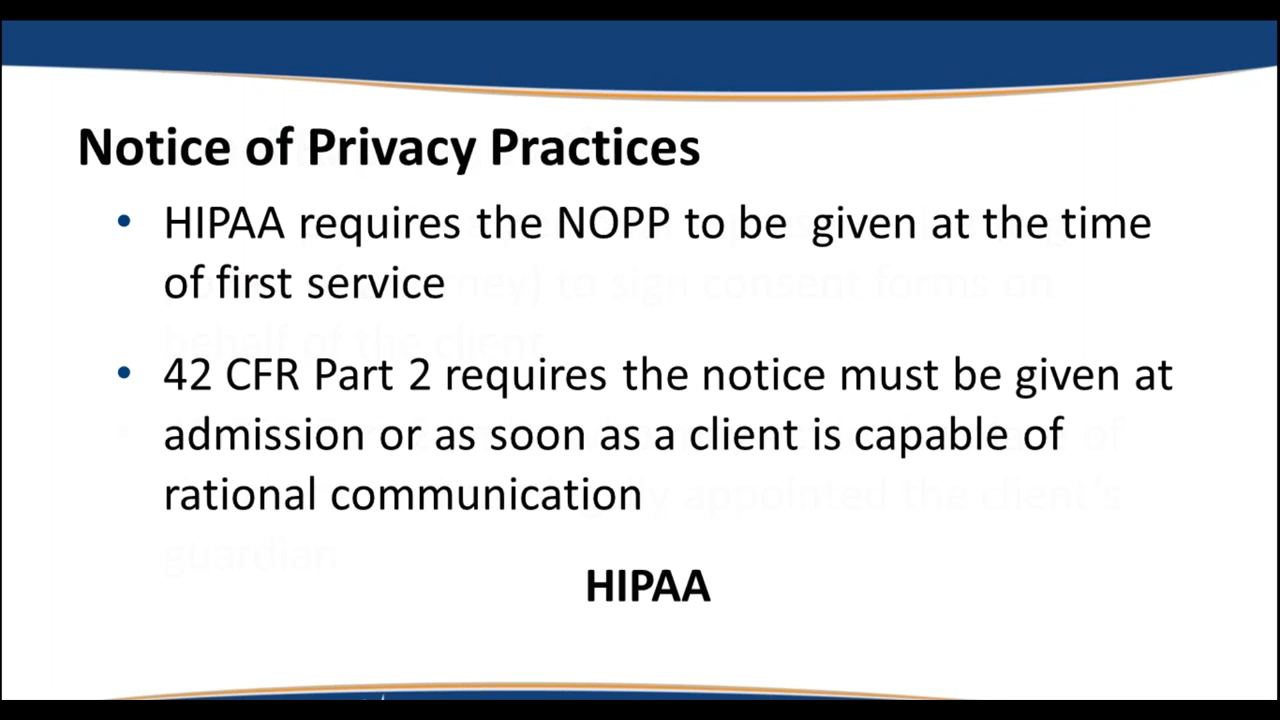 Notice of Privacy Practices
• HIPAA requires the NOPP to be given at the time
of first service
• 42 CFR Part 2 requires the notice must be given at
admission or as soon as a client is capable of
rational communication
HIPAA